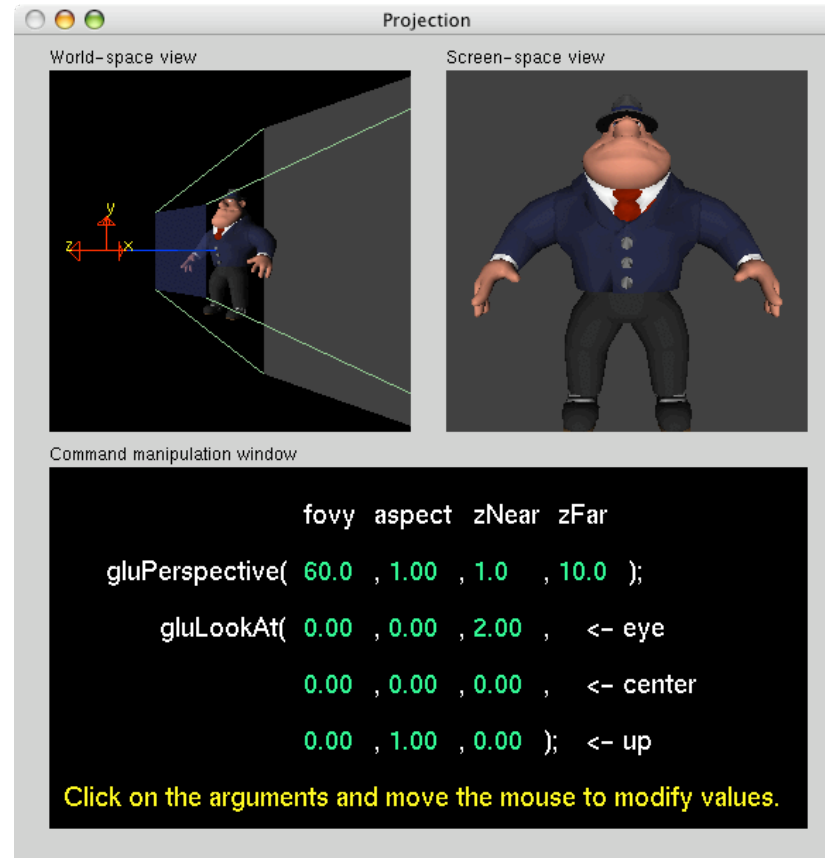 Projection
World-space view
Screen-space view
y
z x
Command manipulation window
fovy aspect zNear zFar
gluPerspective( 60.0 , 1.00 , 1.0 , 10.0 );
gluLookAt( 0.00 , 0.00 , 2.00 , <- eye
0.00 , 0.00 , 0.00 , <- center
0.00 , 1.00 , 0.00 ); <- up
Click on the arguments and move the mouse to modify values.